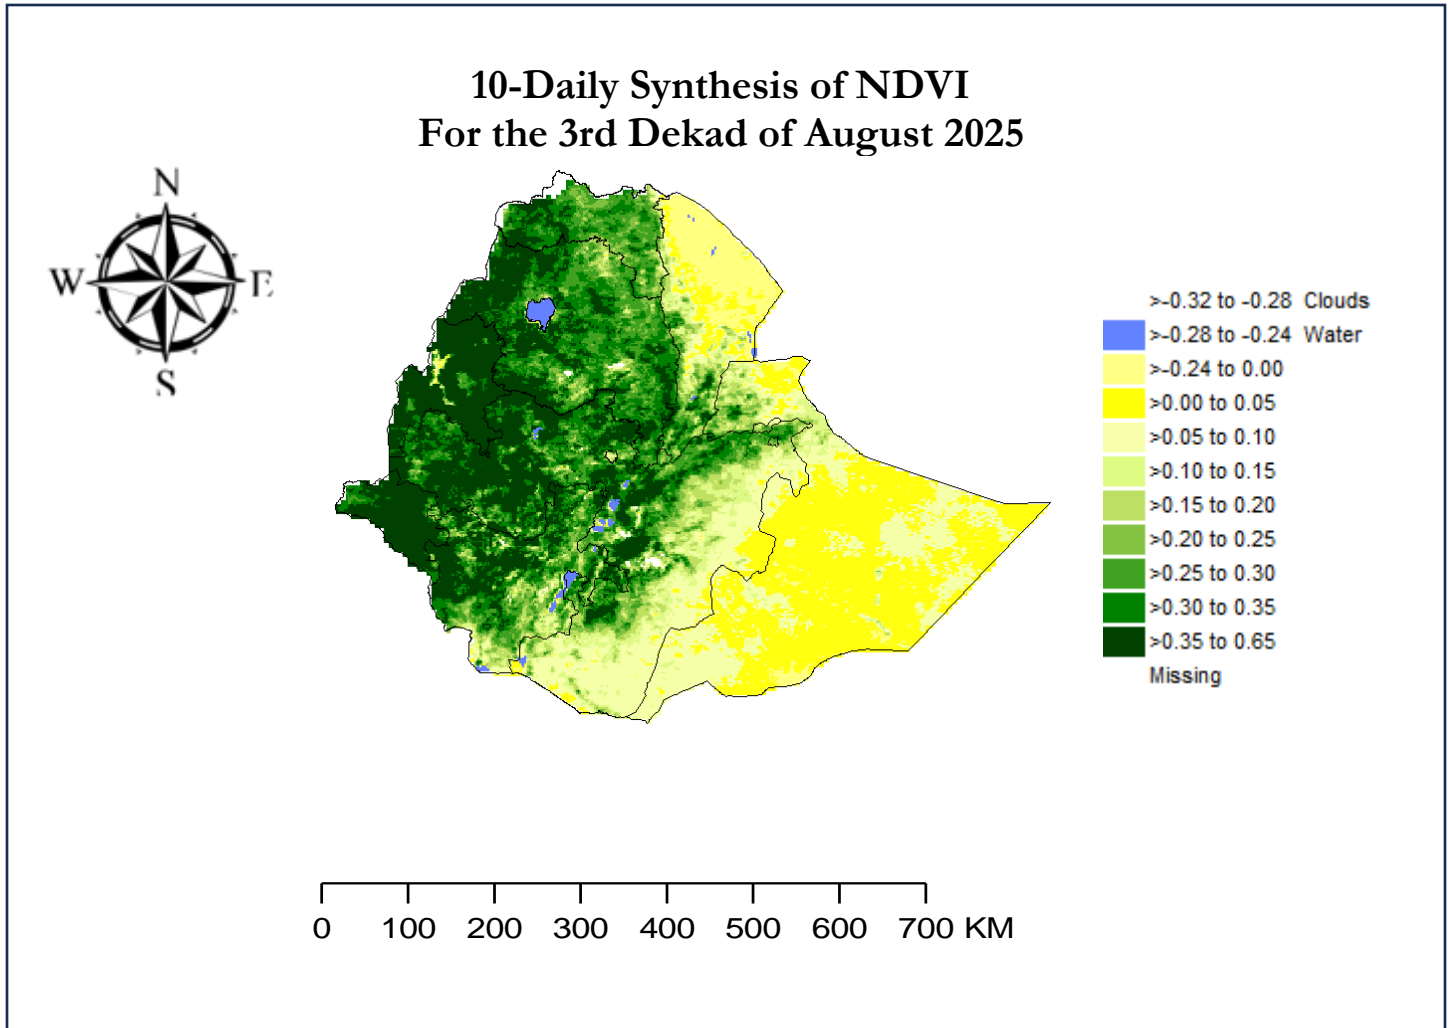 10-Daily Synthesis of NDVI
For the 3rd Dekad of August 2025
N
W E
S
>-0.32 to -0.28 Clouds
>-0.28 to -0.24 Water
>-0.24 to 0.00
>0.00 to 0.05
>0.05 to 0.10
>0.10 to 0.15
>0.15 to 0.20
>0.20 to 0.25
>0.25 to 0.30
>0.30 to 0.35
>0.35 to 0.65
Missing
0 100 200 300 400 500 600 700 KM